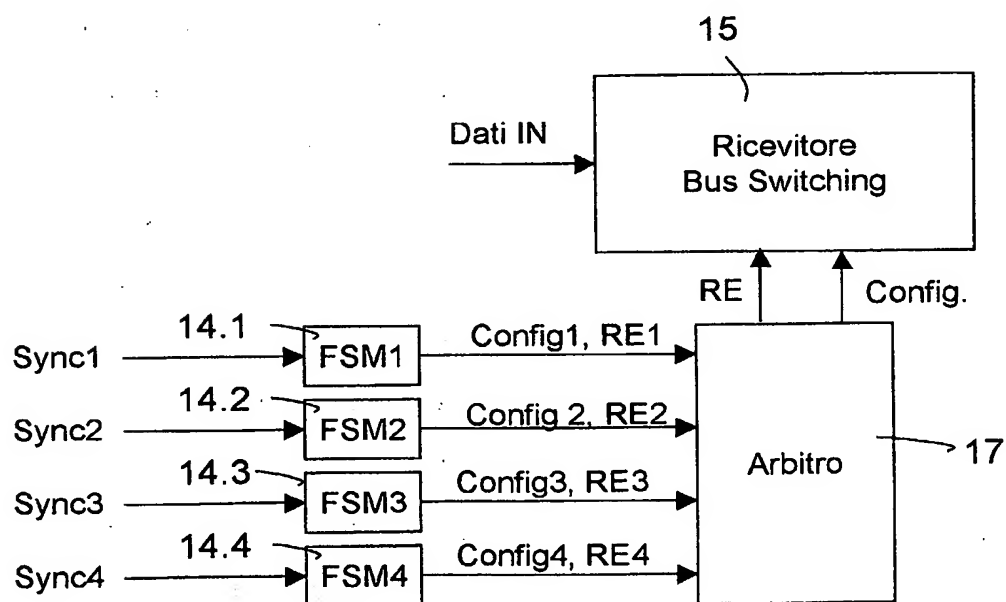 15
Dati IN
Ricevitore
Bus Switching
RE
Config.
Sync1
14.1
FSM1
Config1, RE1
Sync2
14.2
FSM2
Config 2, RE2
Sync3
14.3
FSM3
Config3, RE3
Sync4
14.4
FSM4
Config4, RE4
Arbitro
17